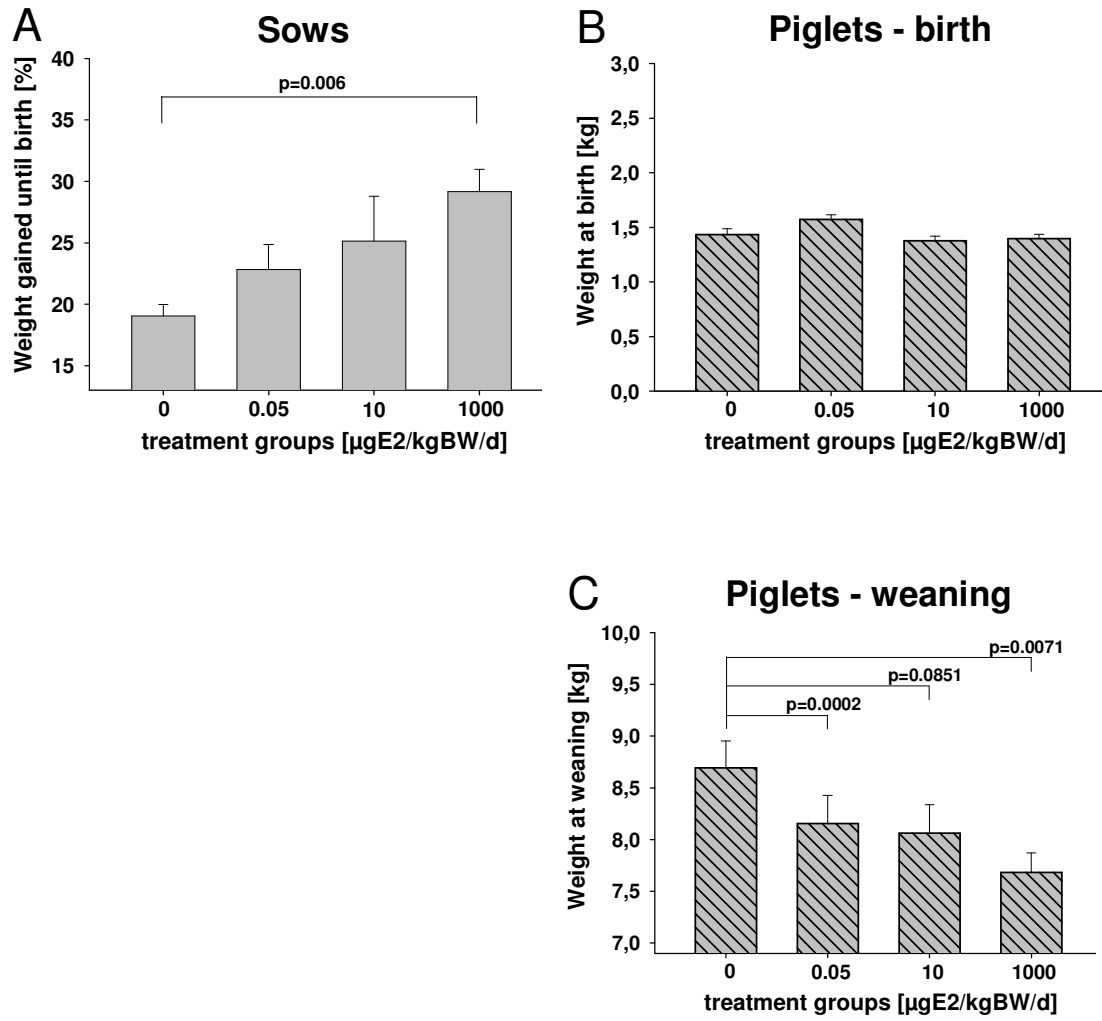 A
Sows
Weight gained until birth [%]
40
35
30
25
20
15
p=0.006
0 0.05 10 1000
treatment groups [µgE2/kgBW/d]
B
Piglets - birth
Weight at birth [kg]
3,0
2,5
2,0
1,5
1,0
0,5
0,0
0 0.05 10 1000
treatment groups [µgE2/kgBW/d]
C
Piglets - weaning
Weight at weaning [kg]
10,0
9,5
9,0
8,5
8,0
7,5
7,0
p=0.0071
p=0.0851
p=0.0002
0 0.05 10 1000
treatment groups [µgE2/kgBW/d]